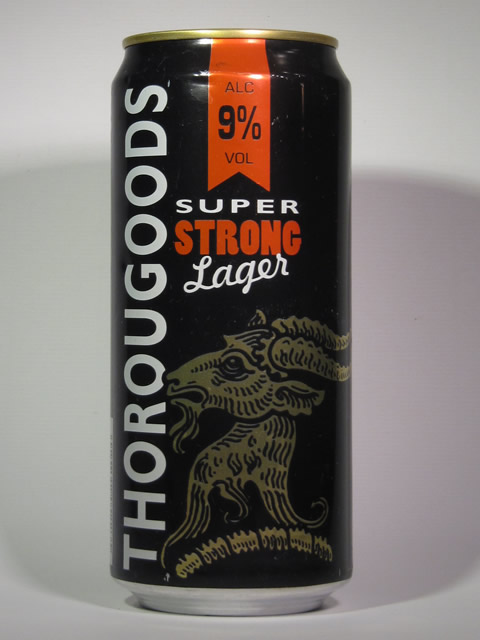 THOROUGOODS
ALC
9%
VOL
SUPER
STRONG
Lager